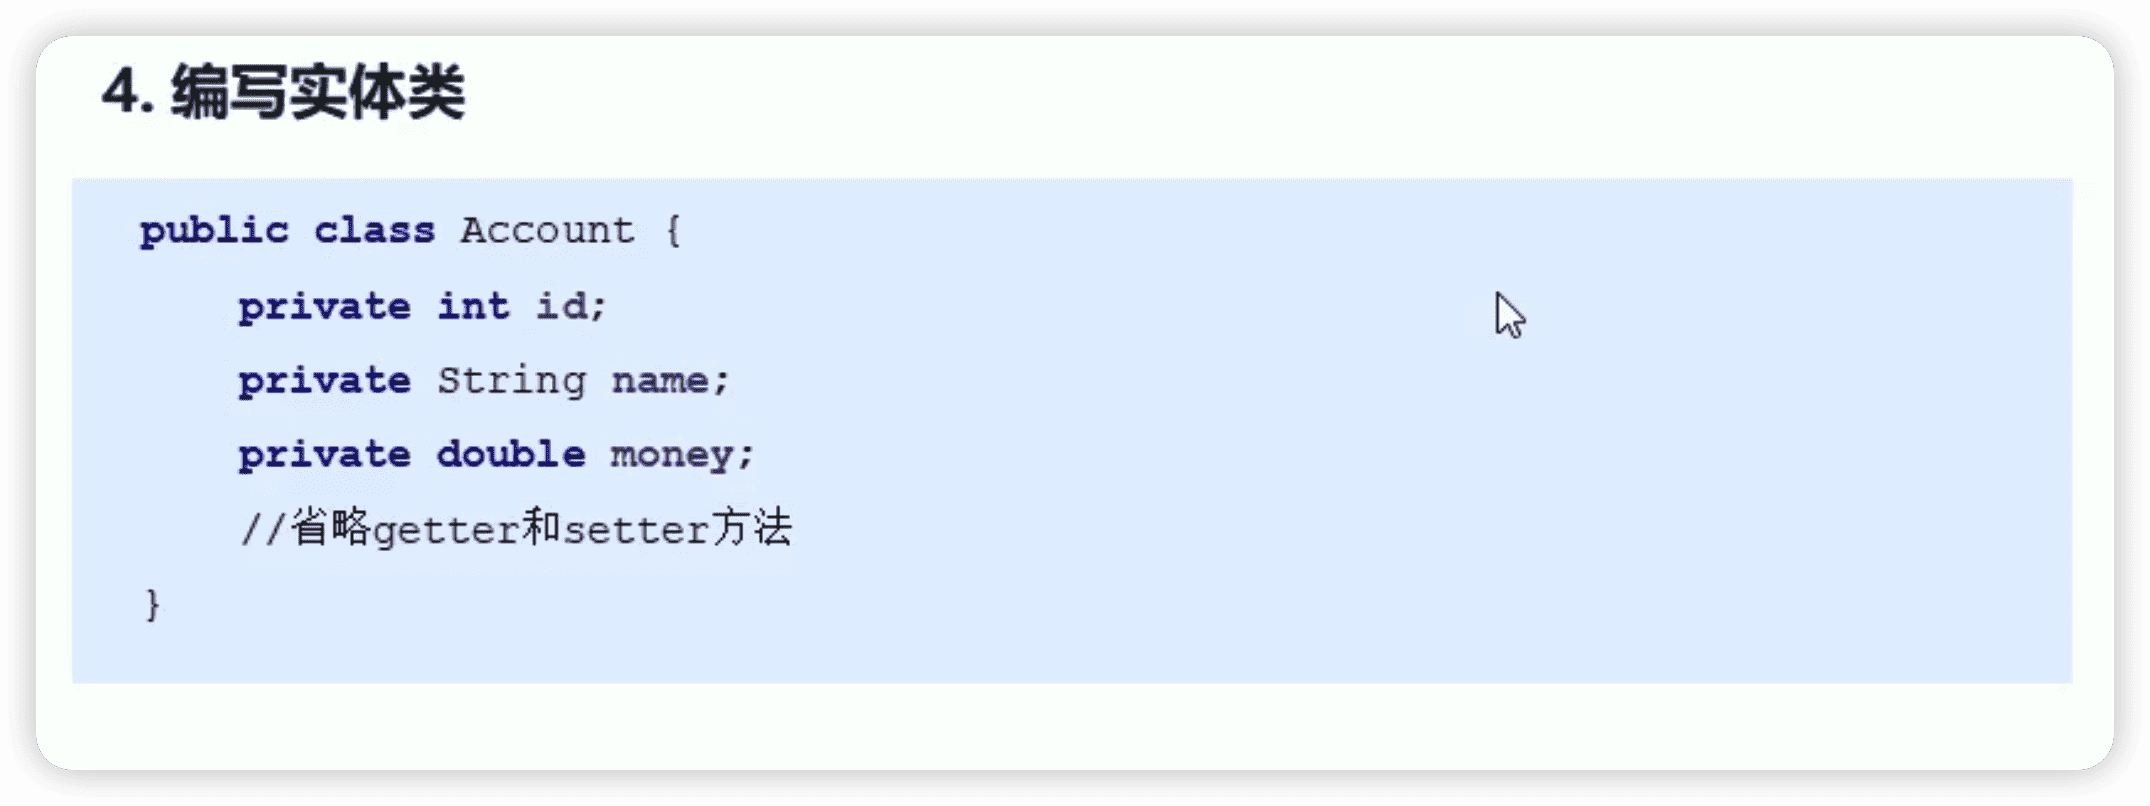 4. 编写实体类
public class Account {
private int id;
private String name;
private double money;
//省略getter和setter方法
}